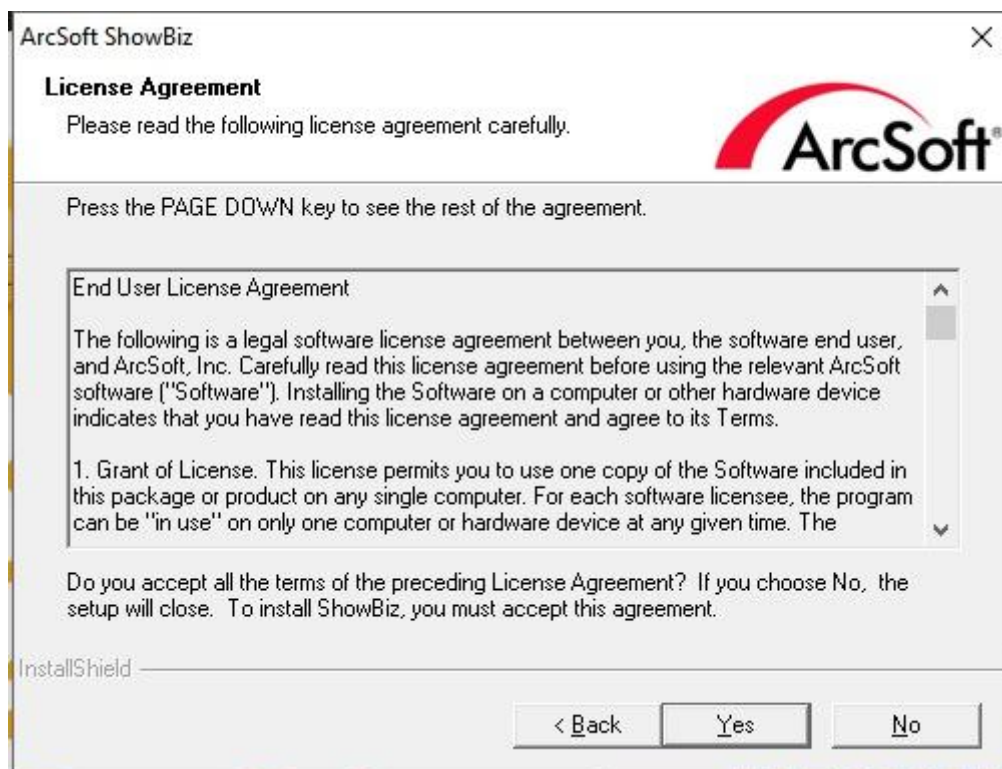 ArcSoft ShowBiz
License Agreement
Please read the following license agreement carefully.
ArcSoft®
Press the PAGE DOWN key to see the rest of the agreement.
End User License Agreement
The following is a legal software license agreement between you, the software end user,
and ArcSoft, Inc. Carefully read this license agreement before using the relevant ArcSoft
software ("Software"). Installing the Software on a computer or other hardware device
indicates that you have read this license agreement and agree to its Terms.
1. Grant of License. This license permits you to use one copy of the Software included in
this package or product on any single computer. For each software licensee, the program
can be "in use" on only one computer or hardware device at any given time. The
Do you accept all the terms of the preceding License Agreement? If you choose No, the
setup will close. To install ShowBiz, you must accept this agreement.
InstallShield
< Back Yes No